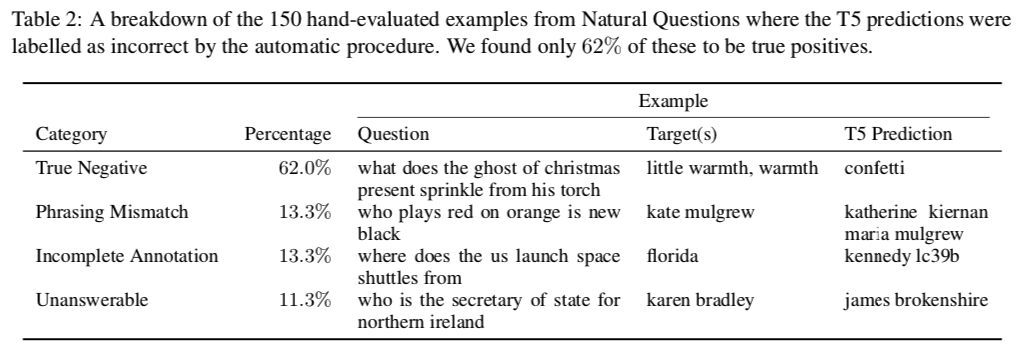 Table 2: A breakdown of the 150 hand-evaluated examples from Natural Questions where the T5 predictions were
labelled as incorrect by the automatic procedure. We found only 62% of these to be true positives.
Example
Category Percentage Question Target(s) T5 Prediction
True Negative 62.0% what does the ghost of christmas little warmth, warmth confetti
present sprinkle from his torch
Phrasing Mismatch 13.3% who plays red on orange is new kate mulgrew katherine kiernan
black maria mulgrew
Incomplete Annotation 13.3% where does the us launch space florida kennedy lc39b
shuttles from
Unanswerable 11.3% who is the secretary of state for karen bradley james brokenshire
northern ireland